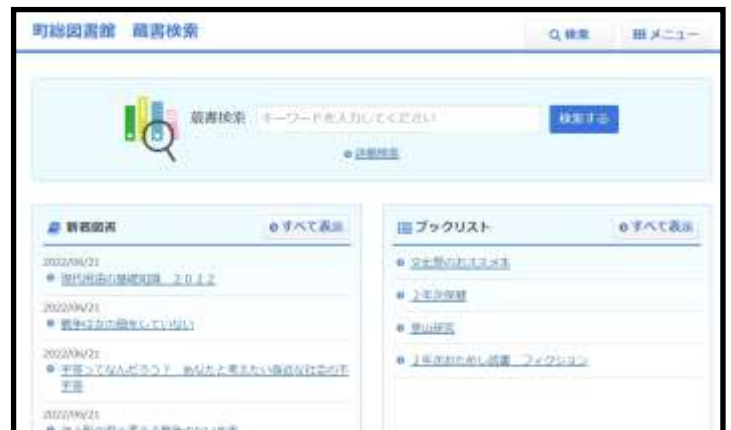 町総図書館 蔵書検索
検索
メニュー
蔵書検索 キーワードを入力してください 検索する
詳細検索
新着図書 すべて表示
2022/06/21
現代用語の基礎知識 2022
2022/06/21
戦争は女の顔をしていない
2022/06/21
平等ってなんだろう? あなたと考えたい身近な社会の不
平等
2022/06/21
ブックリスト すべて表示
文化部のおススメ本
2年次保健
里山研究
1年次おためし読書 フィクション